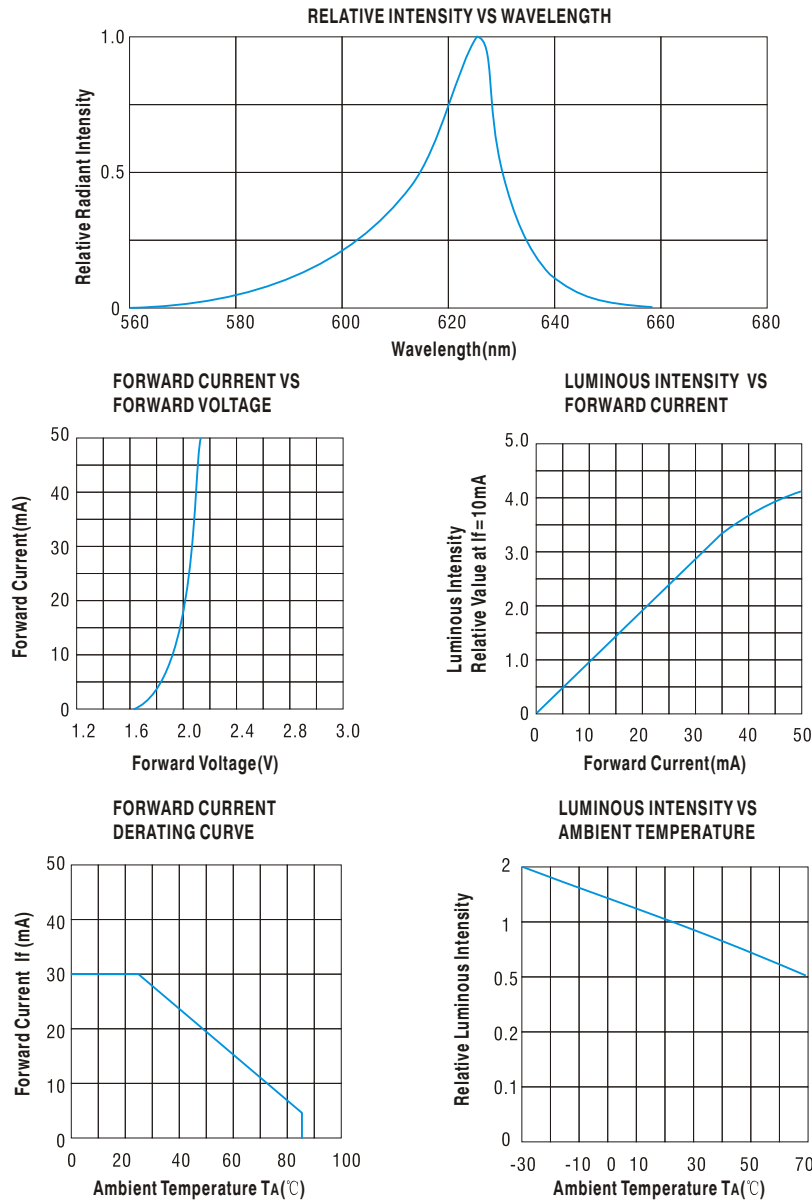 RELATIVE INTENSITY VS WAVELENGTH
Relative Radiant Intensity
1.0
0.5
0
560 580 600 620 640 660 680
Wavelength(nm)
FORWARD CURRENT VS
FORWARD VOLTAGE
Forward Current(mA)
50
40
30
20
10
0
1.2 1.6 2.0 2.4 2.8 3.0
Forward Voltage(V)
LUMINOUS INTENSITY VS
FORWARD CURRENT
Luminous Intensity
Relative Value at If=10mA
5.0
4.0
3.0
2.0
1.0
0
0 10 20 30 40 50
Forward Current(mA)
FORWARD CURRENT
DERATING CURVE
Forward Current If (mA)
50
40
30
20
10
0
0 20 40 60 80 100
Ambient Temperature TA(℃)
LUMINOUS INTENSITY VS
AMBIENT TEMPERATURE
Relative Luminous Intensity
2
1
0.5
0.2
0.1
0
-30 -10 0 10 30 50 70
Ambient Temperature TA(℃)